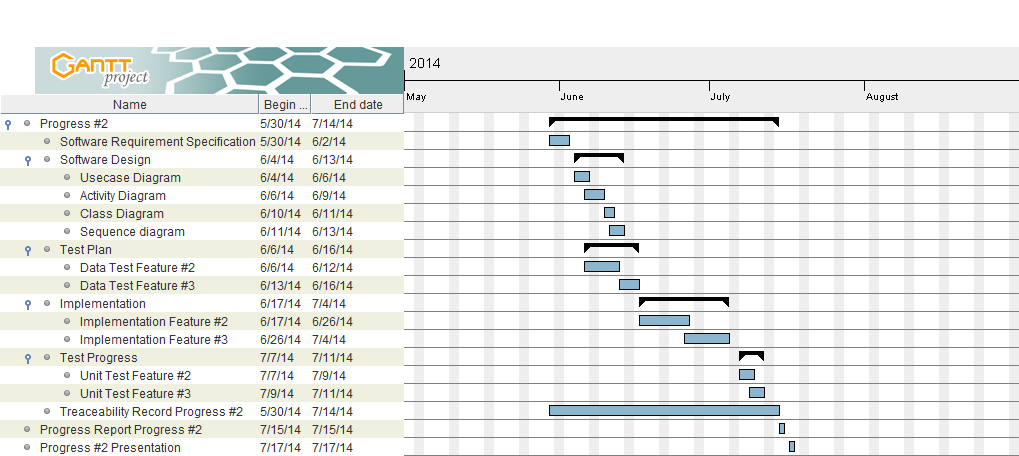 GANTT
project
2014
May June July August
Name Begin ... End date
Progress #2 5/30/14 7/14/14
Software Requirement Specification 5/30/14 6/2/14
Software Design 6/4/14 6/13/14
Usecase Diagram 6/4/14 6/6/14
Activity Diagram 6/6/14 6/9/14
Class Diagram 6/10/14 6/11/14
Sequence diagram 6/11/14 6/13/14
Test Plan 6/6/14 6/16/14
Data Test Feature #2 6/6/14 6/12/14
Data Test Feature #3 6/13/14 6/16/14
Implementation 6/17/14 7/4/14
Implementation Feature #2 6/17/14 6/26/14
Implementation Feature #3 6/26/14 7/4/14
Test Progress 7/7/14 7/11/14
Unit Test Feature #2 7/7/14 7/9/14
Unit Test Feature #3 7/9/14 7/11/14
Treaceability Record Progress #2 5/30/14 7/14/14
Progress Report Progress #2 7/15/14 7/15/14
Progress #2 Presentation 7/17/14 7/17/14